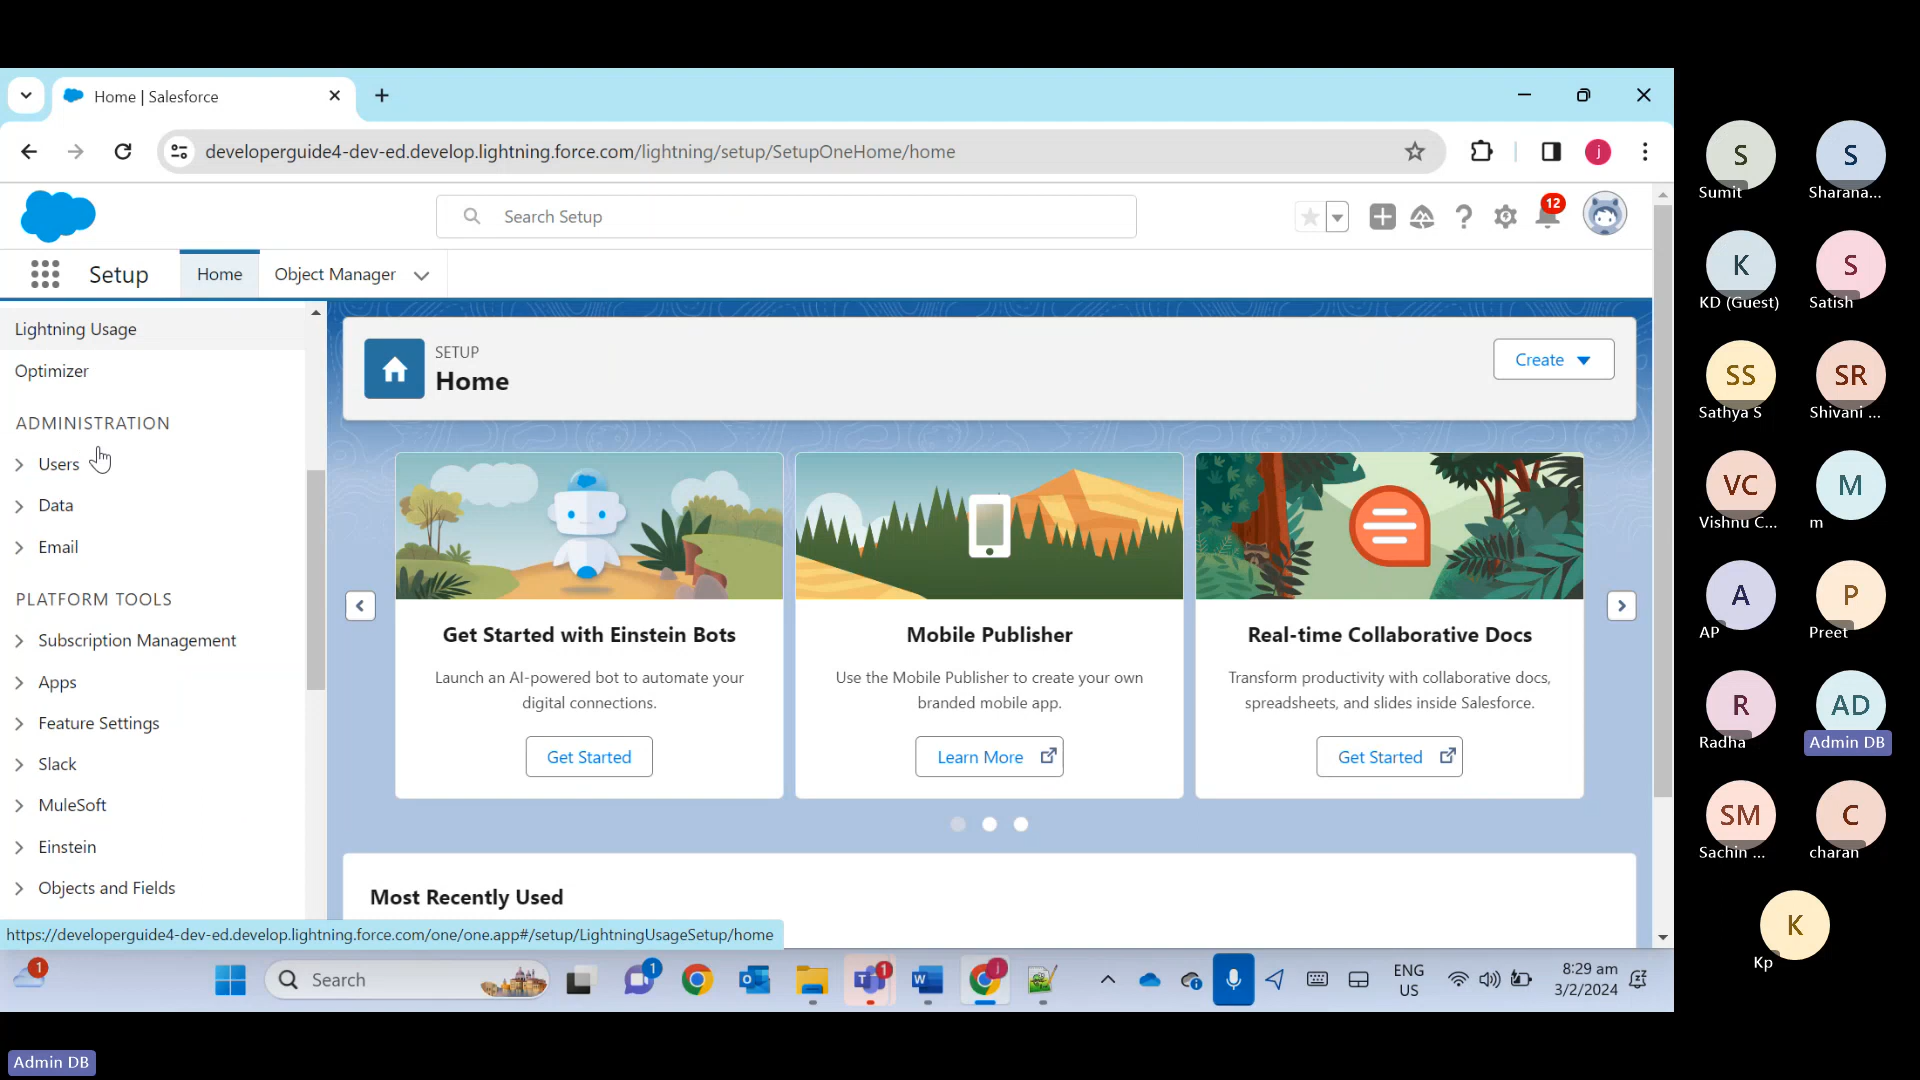 Home | Salesforce
developerguide4-dev-ed.develop.lightning.force.com/lightning/setup/SetupOneHome/home
j
Search Setup
12
Setup
Home
Object Manager
Lightning Usage
Optimizer
ADMINISTRATION
Users
Data
Email
PLATFORM TOOLS
Subscription Management
Apps
Feature Settings
Slack
MuleSoft
Einstein
Objects and Fields
SETUP
Home
Create
Get Started with Einstein Bots
Launch an AI-powered bot to automate your
digital connections.
Get Started
Mobile Publisher
Use the Mobile Publisher to create your own
branded mobile app.
Learn More
Real-time Collaborative Docs
Transform productivity with collaborative docs,
spreadsheets, and slides inside Salesforce.
Get Started
Most Recently Used
https://developerguide4-dev-ed.develop.lightning.force.com/one/one.app#/setup/LightningUsageSetup/home
1
Search
1
1
j
ENG
US
8:29 am
3/2/2024
S
Sumit
S
Sharana...
K
KD (Guest)
S
Satish
SS
Sathya S
SR
Shivani ...
VC
Vishnu C...
M
m
A
AP
P
Preet
R
Radha
AD
Admin DB
SM
Sachin ...
C
charan
K
Kp
Admin DB